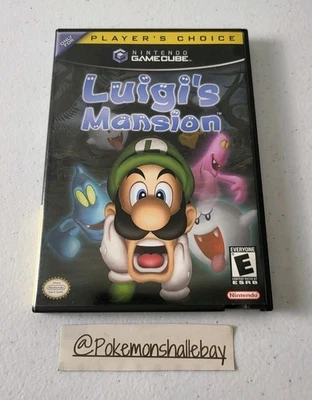 PLAYER'S CHOICE
NINTENDO
GAMECUBE
Luigi's
Mansion
EVERYONE
E
ESRB
Nintendo
@Pokemonshallebay